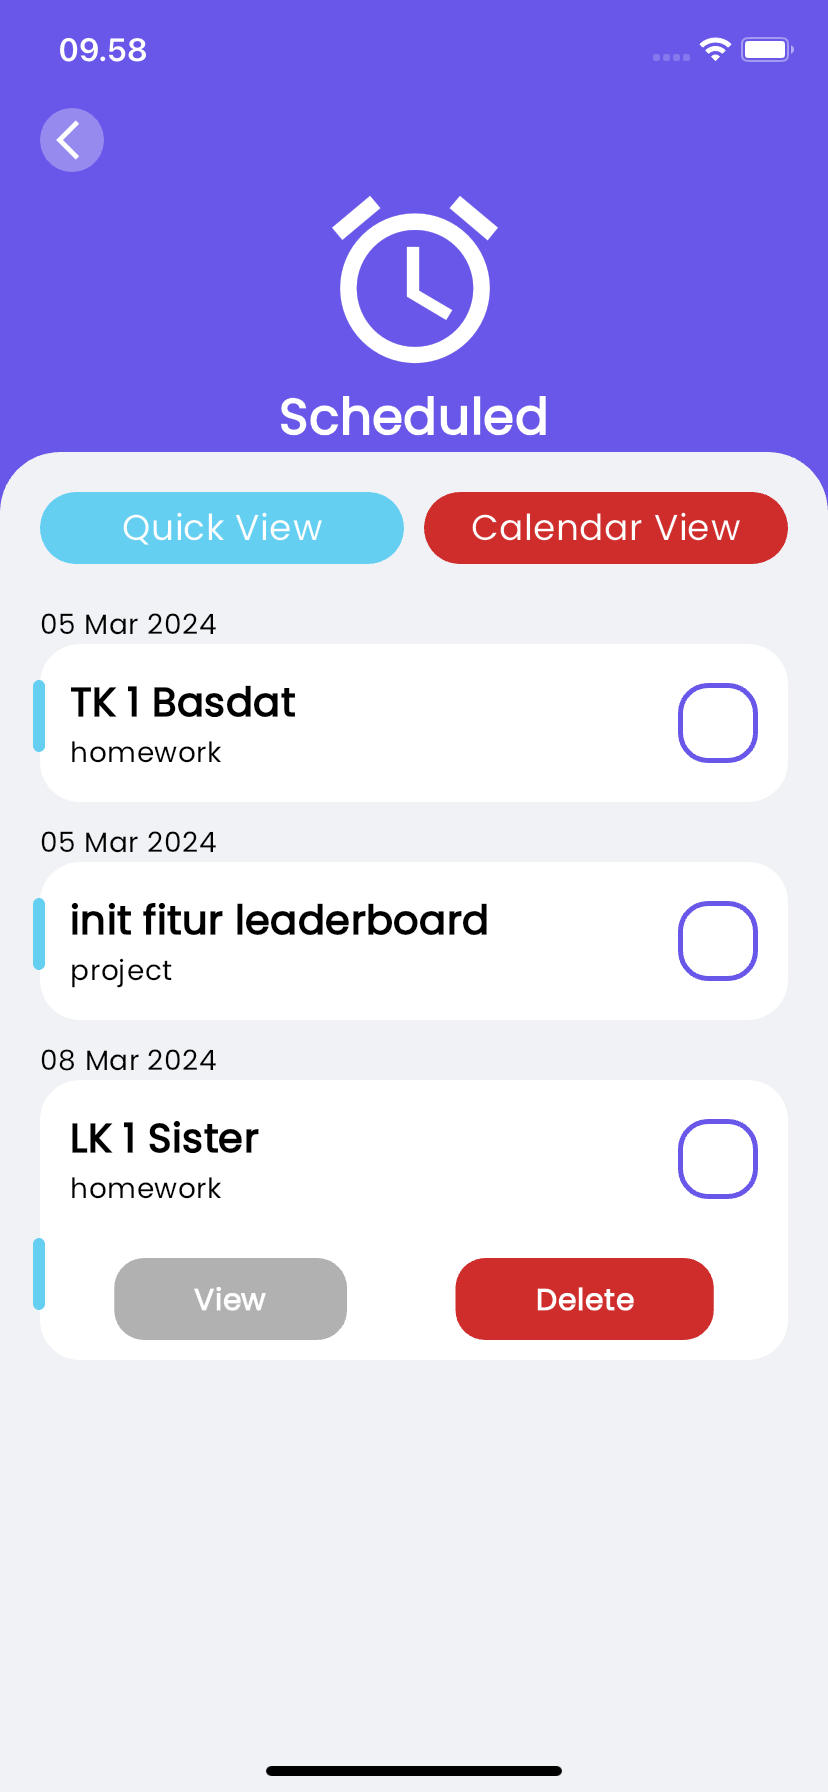 09.58
Scheduled
Quick View
Calendar View
05 Mar 2024
TK 1 Basdat
homework
05 Mar 2024
init fitur leaderboard
project
08 Mar 2024
LK 1 Sister
homework
View
Delete